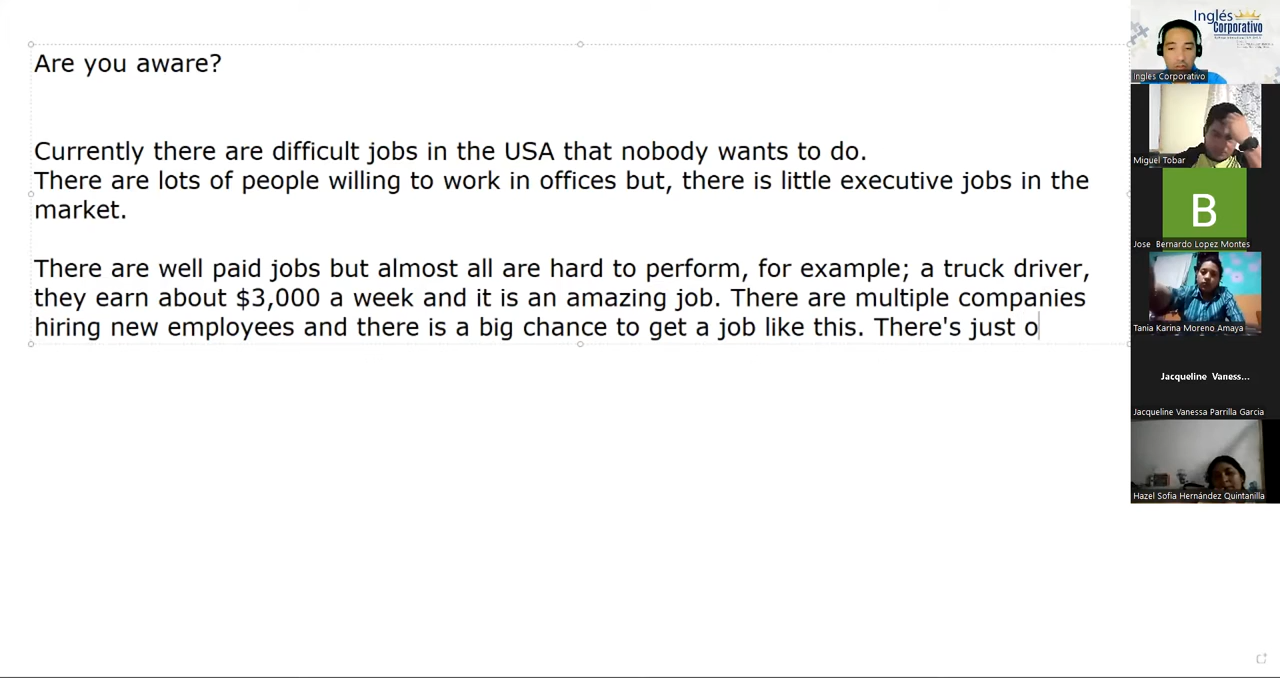 Are you aware?
Currently there are difficult jobs in the USA that nobody wants to do.
There are lots of people willing to work in offices but, there is little executive jobs in the
market.
There are well paid jobs but almost all are hard to perform, for example; a truck driver,
they earn about $3,000 a week and it is an amazing job. There are multiple companies
hiring new employees and there is a big chance to get a job like this. There's just o
Inglés
Corporativo
Ingles Corporativo
Miguel Tobar
B
Jose Bernardo Lopez Montes
Tania Karina Moreno Amaya
Jacqueline Vaness...
Jacqueline Vanessa Parrilla Garcia
Hazel Sofia Hernández Quintanilla